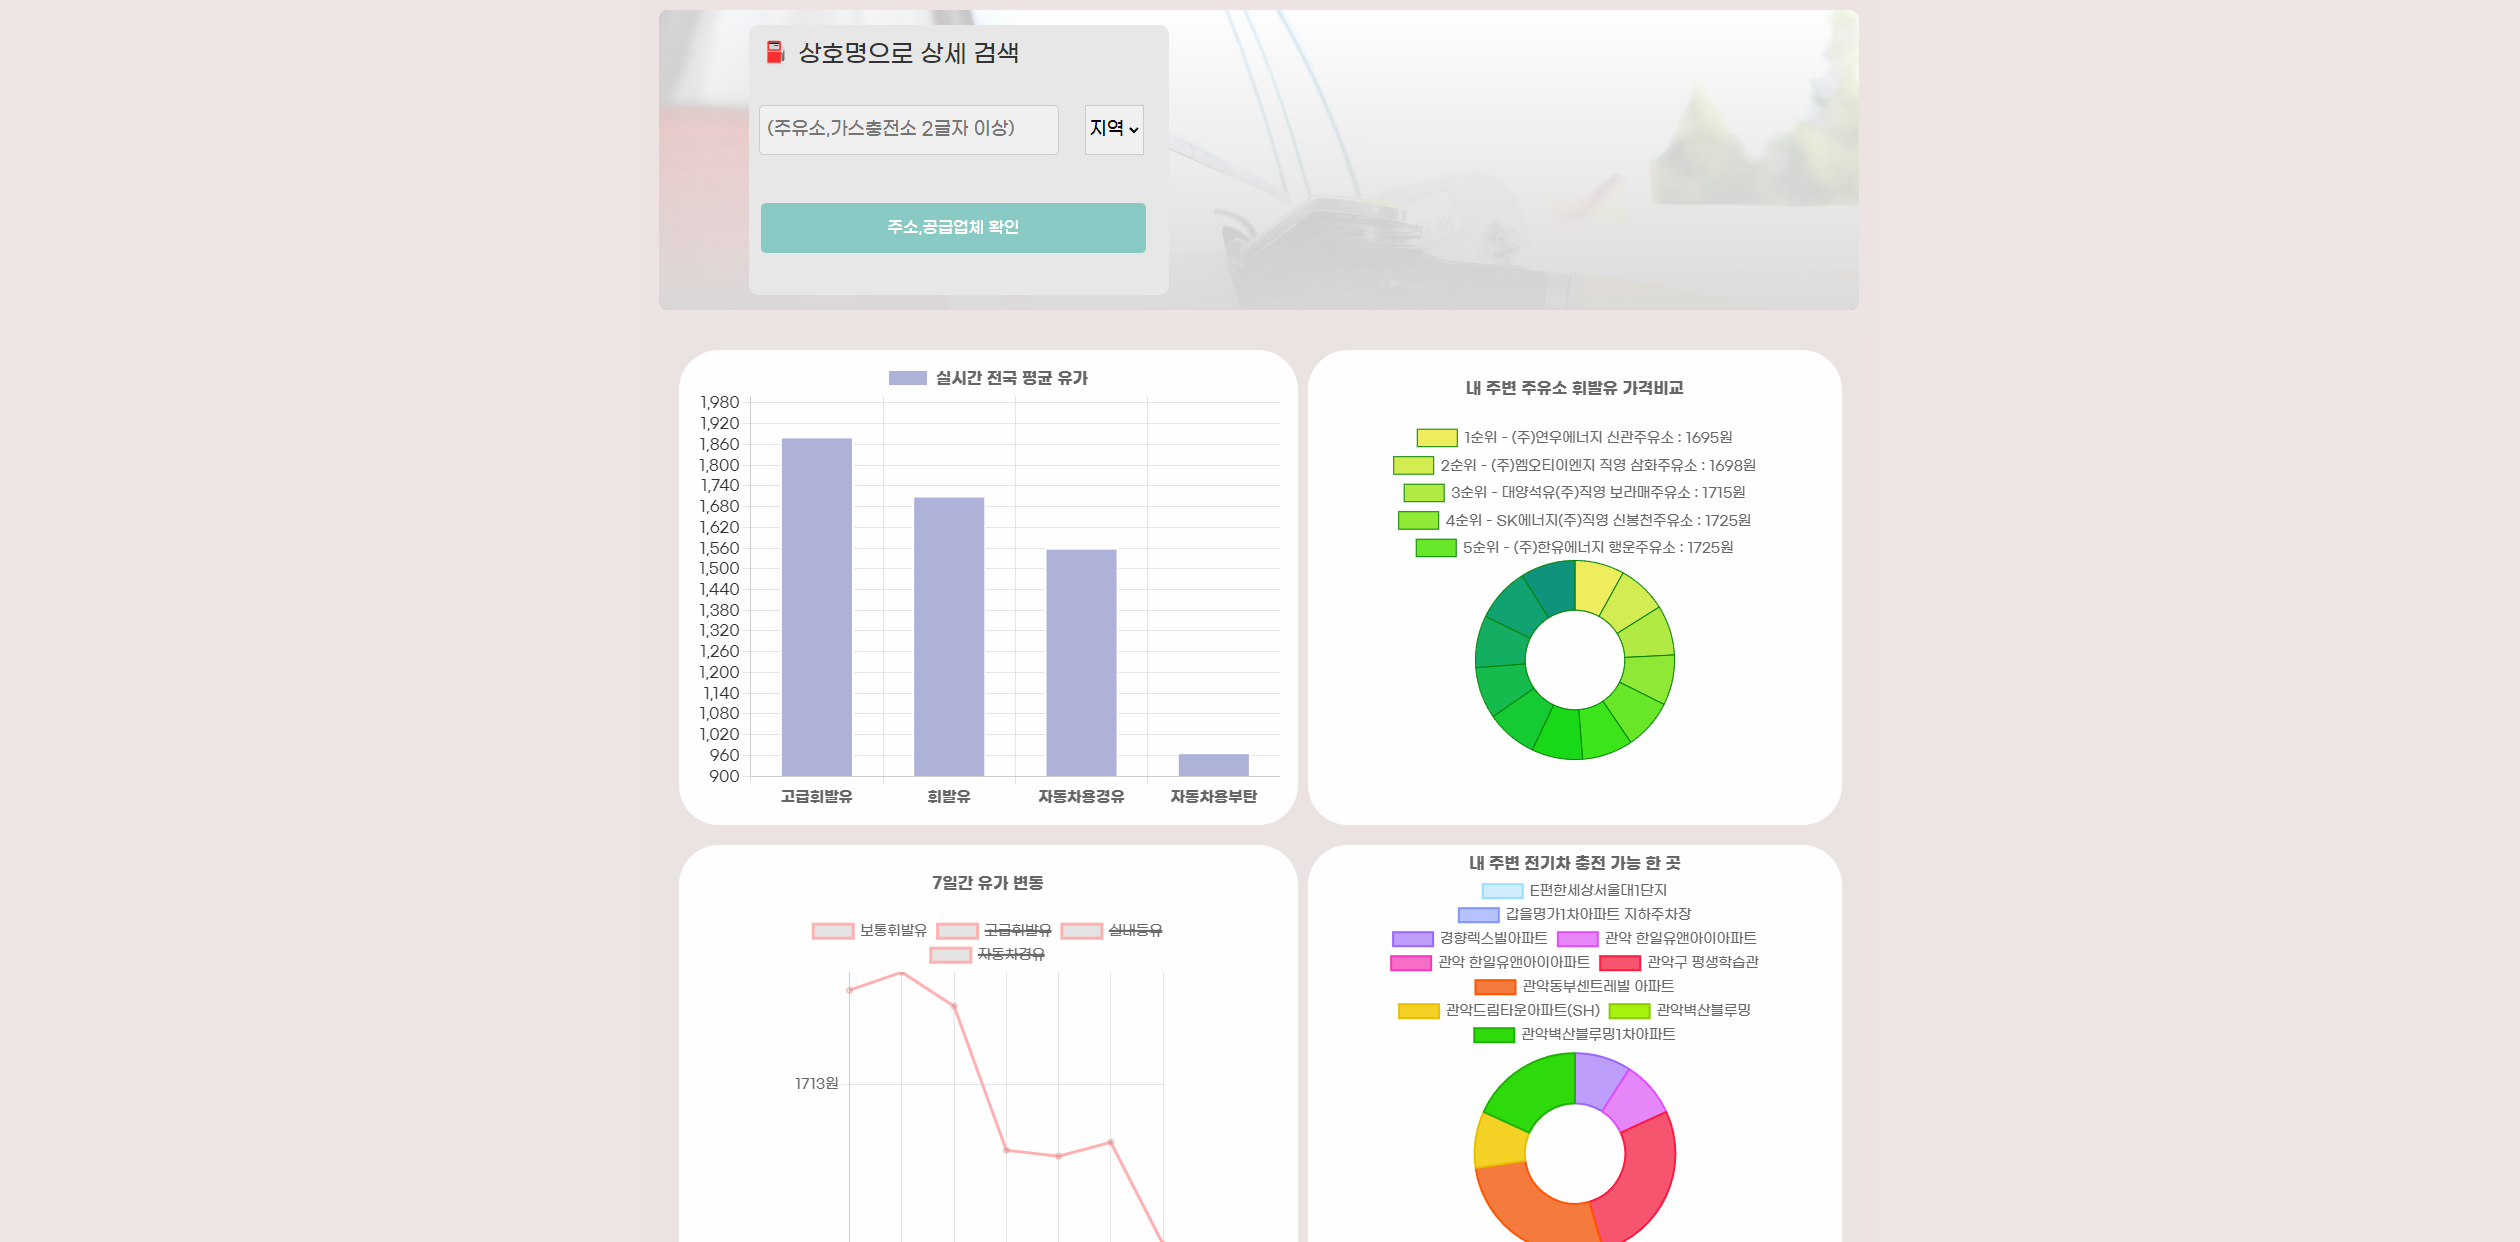 상호명으로 상세 검색
(주유소,가스충전소 2글자 이상)
지역
주소,공급업체 확인
실시간 전국 평균 유가
1,980
1,920
1,860
1,800
1,740
1,680
1,620
1,560
1,500
1,440
1,380
1,320
1,260
1,200
1,140
1,080
1,020
960
900
고급휘발유 휘발유 자동차용경유 자동차용부탄
내 주변 주유소 휘발유 가격비교
1순위 - (주)연우에너지 신관주유소 : 1695원
2순위 - (주)엠오티이엔지 직영 삼화주유소 : 1698원
3순위 - 대양석유(주)직영 보라매주유소 : 1715원
4순위 - SK에너지(주)직영 신봉천주유소 : 1725원
5순위 - (주)한유에너지 행운주유소 : 1725원
7일간 유가 변동
보통휘발유 고급휘발유 실내등유
자동차경유
1713원
내 주변 전기차 충전 가능 한 곳
E편한세상서울대1단지
갑을명가1차아파트 지하주차장
경향렉스빌아파트 관악 한일유앤아이아파트
관악 한일유앤아이아파트 관악구 평생학습관
관악동부센트레빌 아파트
관악드림타운아파트(SH) 관악벽산블루밍
관악벽산블루밍1차아파트